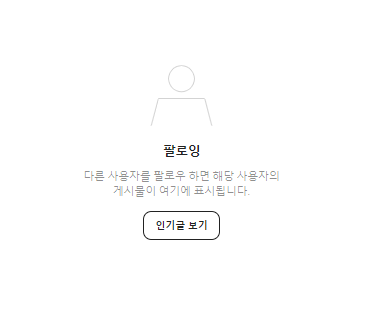 팔로잉
다른 사용자를 팔로우 하면 해당 사용자의
게시물이 여기에 표시됩니다.
인기글 보기